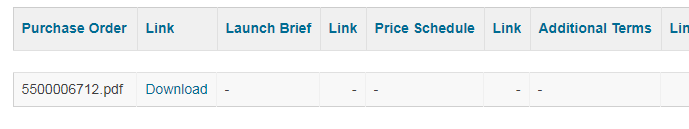 Purchase Order Link Launch Brief Link Price Schedule Link Additional Terms
5500006712.pdf Download - - - - -